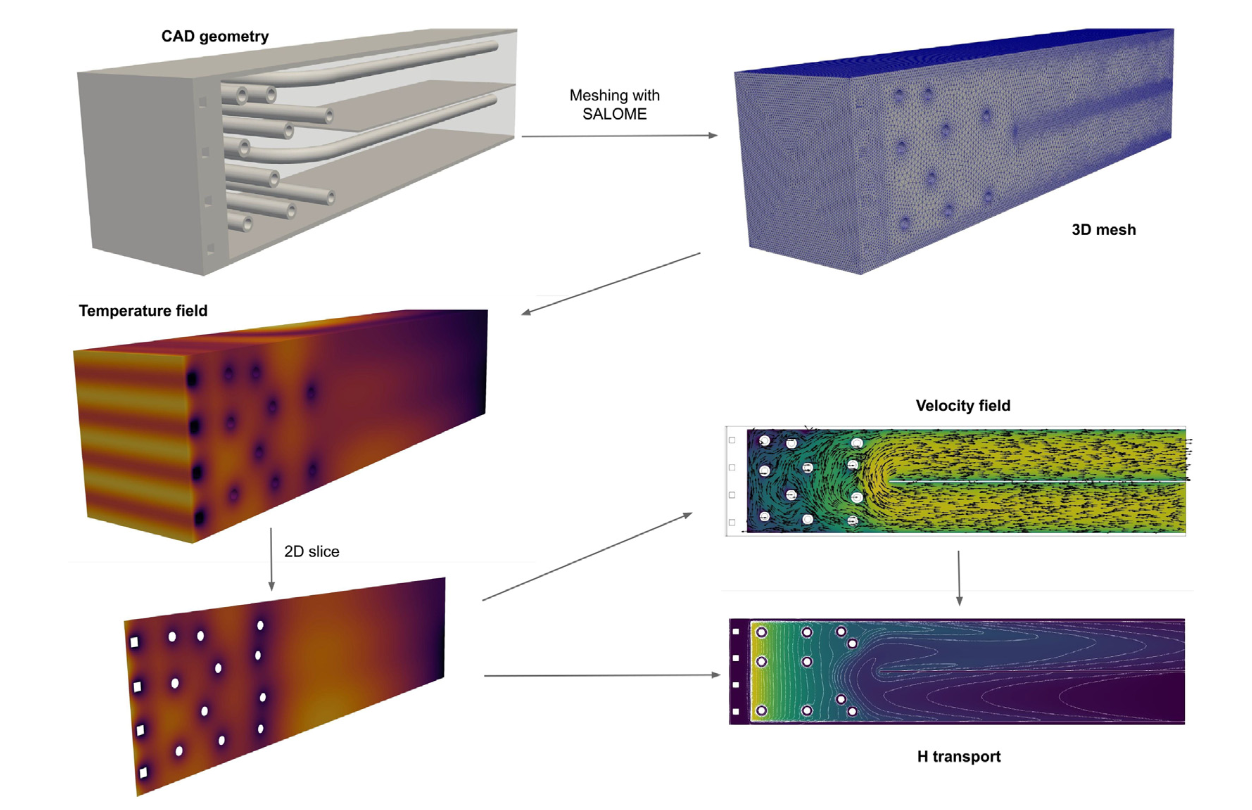 CAD geometry
Meshing with
SALOME
3D mesh
Temperature field
Velocity field
2D slice
H transport